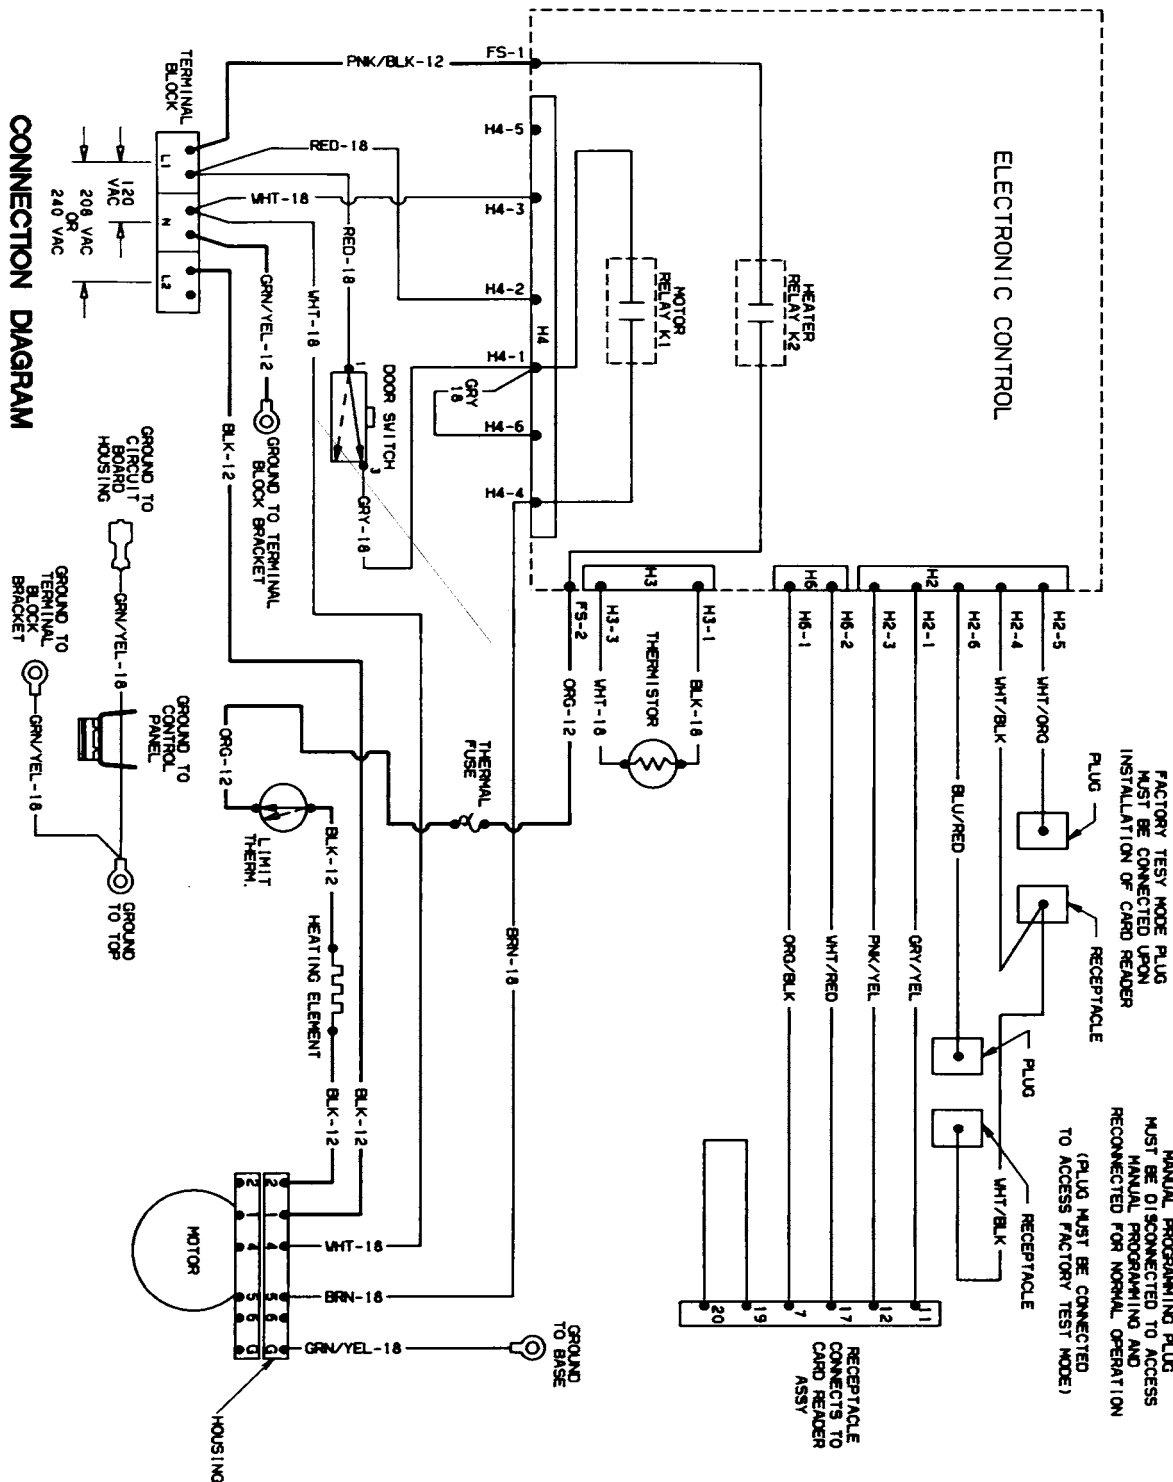 ELECTRONIC CONTROL
HEATER
RELAY K2
MOTOR
RELAY K1
FS-1
PNK/BLK-12
H4-5
RED-18
H4-3
WHT-18
H4-2
H4
H4-1
GRY
18
H4-6
H4-4
TERMINAL
BLOCK
L1
N
L2
120
VAC
208 VAC
OR
240 VAC
CONNECTION DIAGRAM
RED-18
WHT-18
GRN/YEL-12
GROUND TO TERMINAL
BLOCK BRACKET
BLK-12
DOOR SWITCH
1
3
GRY-18
H3
H6
H2
FS-2
H3-3
H3-1
H6-1
H6-2
H2-3
H2-1
H2-6
H2-4
H2-5
ORG-12
WHT-18
THERMISTOR
BLK-18
WHT/BLK
WHT/ORG
BLU/RED
ORG/BLK
WHT/RED
PNK/YEL
GRY/YEL
FACTORY TESY MODE PLUG
MUST BE CONNECTED UPON
INSTALLATION OF CARD READER
PLUG
RECEPTACLE
MANUAL PROGRAMMING PLUG
MUST BE DISCONNECTED TO ACCESS
MANUAL PROGRAMMING AND
RECONNECTED FOR NORMAL OPERATION
(PLUG MUST BE CONNECTED
TO ACCESS FACTORY TEST MODE)
PLUG
RECEPTACLE
WHT/BLK
20
19
7
17
12
11
RECEPTACLE
CONNECTS TO
CARD READER
ASSY
GROUND TO
CIRCUIT
BOARD
HOUSING
GRN/YEL-18
GROUND TO
TERMINAL
BLOCK
BRACKET
GRN/YEL-18
GROUND TO
CONTROL
PANEL
GROUND
TO TOP
ORG-12
LIMIT
THERM.
THERMAL
FUSE
BLK-12
HEATING ELEMENT
BRN-18
BLK-12
BLK-12
WHT-18
BRN-18
GRN/YEL-18
GROUND
TO BASE
2
1
4
5
6
G
2
1
4
5
6
G
MOTOR
HOUSING